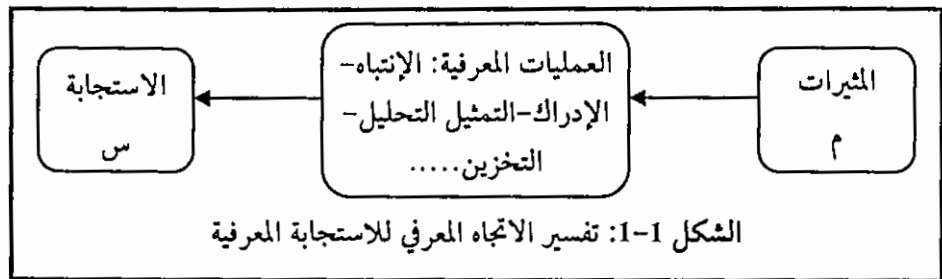 المثيرات
م
العمليات المعرفية: الإنتباه-
الإدراك-التمثيل التحليل-
التخزين.....
الاستجابة
س
الشكل 1-1: تفسير الاتجاه المعرفي للاستجابة المعرفية